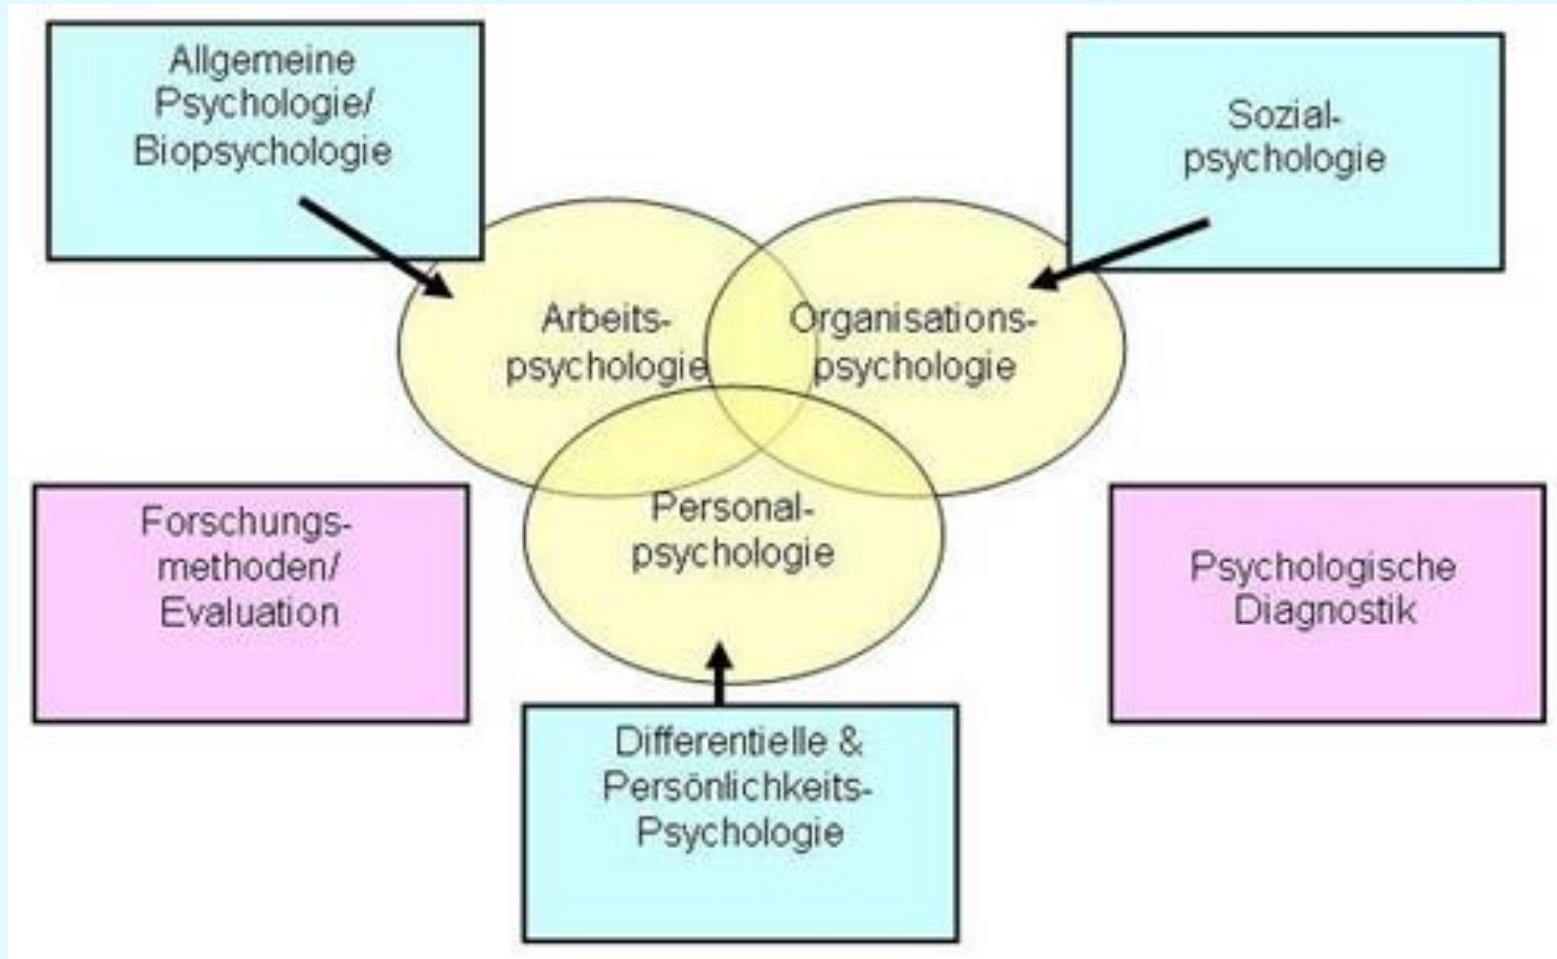 Allgemeine
Psychologie/
Biopsychologie
Sozial-
psychologie
Arbeits-
psychologie
Organisations-
psychologie
Personal-
psychologie
Forschungs-
methoden/
Evaluation
Psychologische
Diagnostik
Differentielle &
Persönlichkeits-
Psychologie